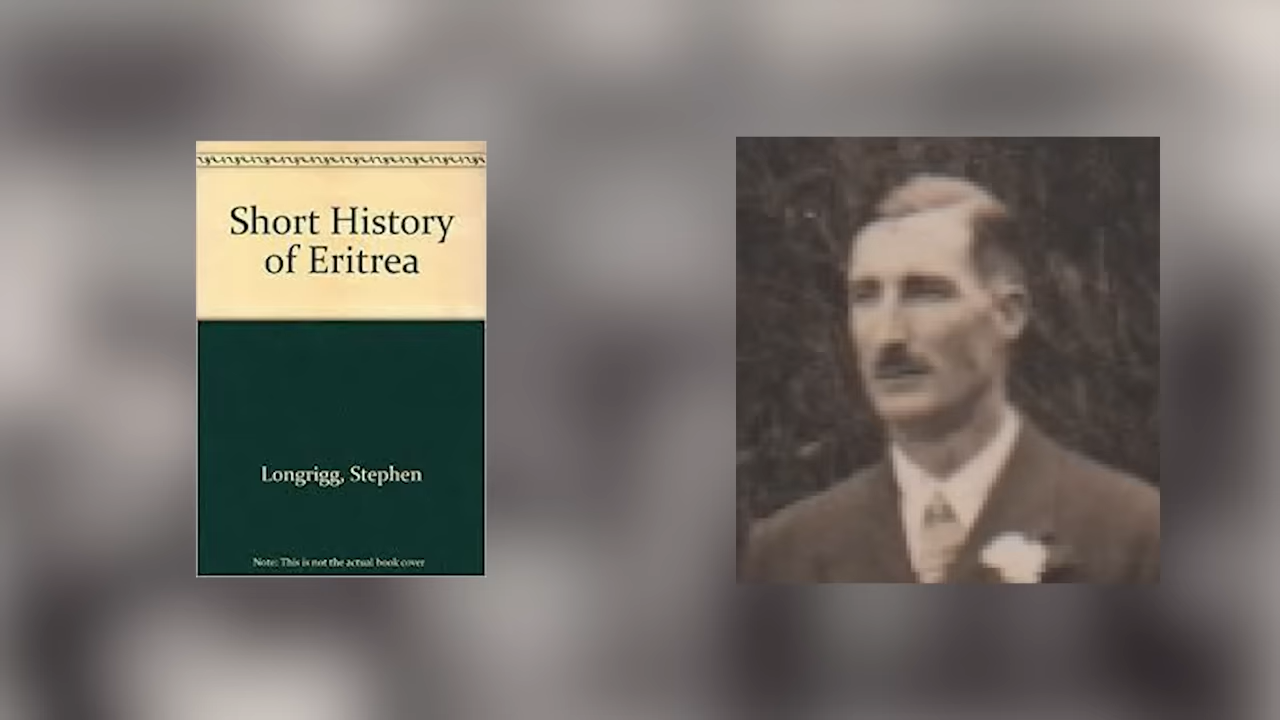 Short History
of Eritrea
Longrigg, Stephen
Note: This is not the actual book cover